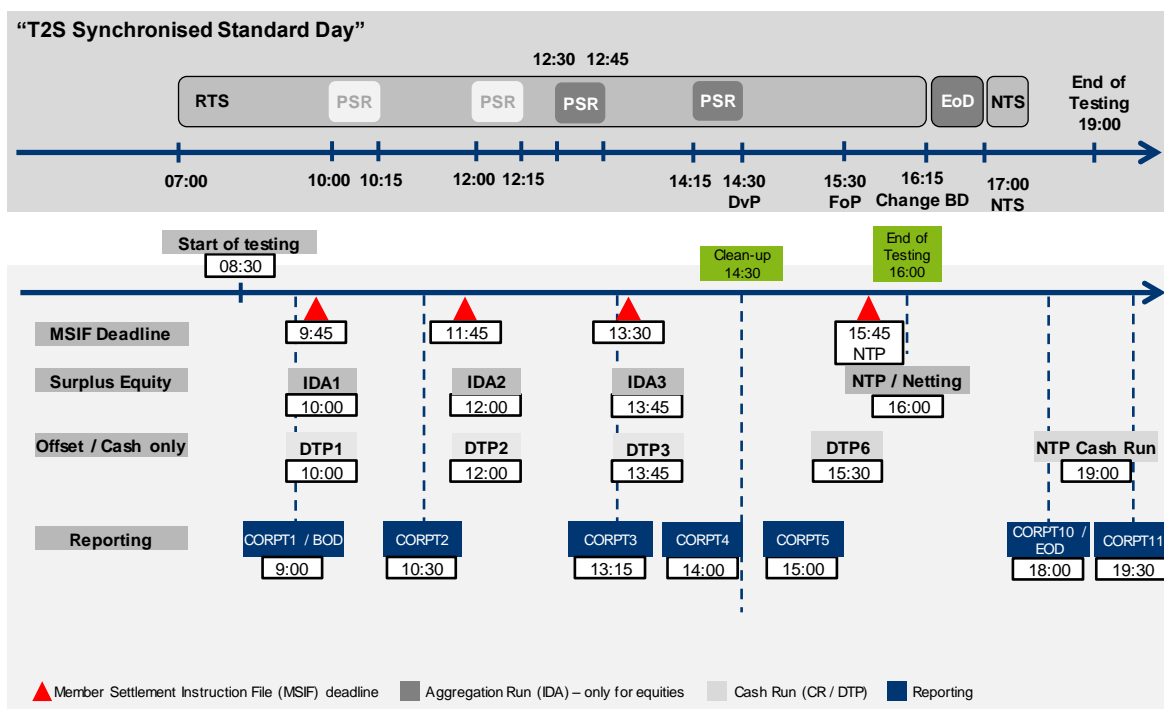 “T2S Synchronised Standard Day”
12:30 12:45
RTS
PSR
PSR
PSR
PSR
EoD
NTS
End of
Testing
19:00
07:00
10:00 10:15
12:00 12:15
14:15 14:30
DvP
15:30
FoP
16:15
Change BD
17:00
NTS
Start of testing
08:30
Clean-up
14:30
End of
Testing
16:00
MSIF Deadline
9:45
11:45
13:30
15:45
NTP
Surplus Equity
IDA1
10:00
IDA2
12:00
IDA3
13:45
NTP / Netting
16:00
Offset / Cash only
DTP1
10:00
DTP2
12:00
DTP3
13:45
DTP6
15:30
NTP Cash Run
19:00
Reporting
CORPT1 / BOD
9:00
CORPT2
10:30
CORPT3
13:15
CORPT4
14:00
CORPT5
15:00
CORPT10 /
EOD
18:00
CORPT11
19:30
Member Settlement Instruction File (MSIF) deadline
Aggregation Run (IDA) – only for equities
Cash Run (CR / DTP)
Reporting